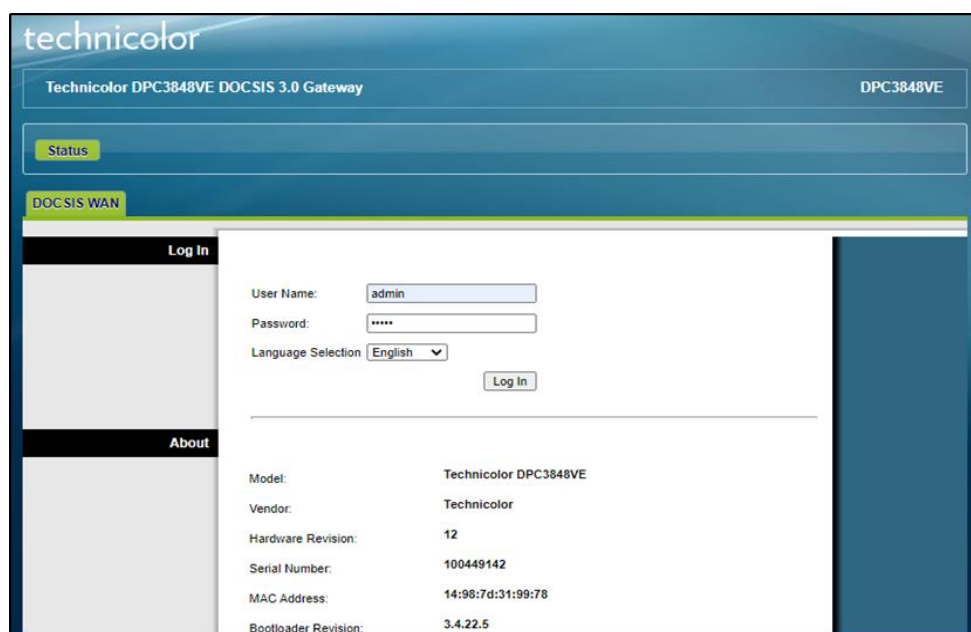 technicolor
Technicolor DPC3848VE DOCSIS 3.0 Gateway DPC3848VE
Status
DOCSIS WAN
Log In
User Name: admin
Password: •••••
Language Selection English
Log In
About
Model: Technicolor DPC3848VE
Vendor: Technicolor
Hardware Revision: 12
Serial Number: 100449142
MAC Address: 14:98:7d:31:99:78
Bootloader Revision: 3.4.22.5